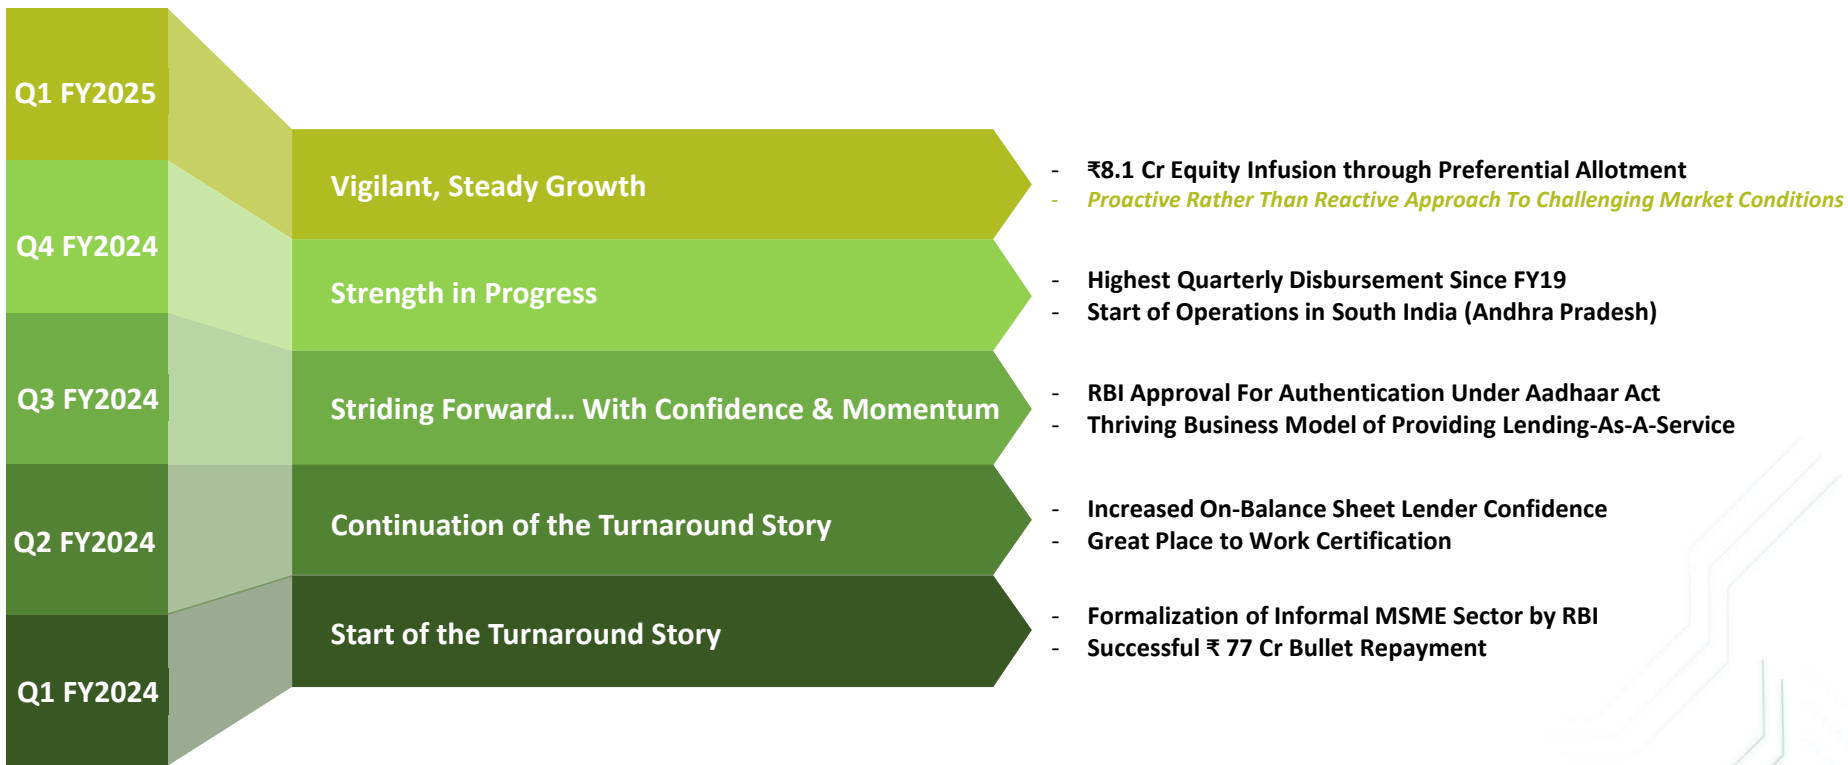 Q1 FY2025
Vigilant, Steady Growth
- ₹8.1 Cr Equity Infusion through Preferential Allotment
- Proactive Rather Than Reactive Approach To Challenging Market Conditions
Q4 FY2024
Strength in Progress
- Highest Quarterly Disbursement Since FY19
- Start of Operations in South India (Andhra Pradesh)
Q3 FY2024
Striding Forward... With Confidence & Momentum
- RBI Approval For Authentication Under Aadhaar Act
- Thriving Business Model of Providing Lending-As-A-Service
Q2 FY2024
Continuation of the Turnaround Story
- Increased On-Balance Sheet Lender Confidence
- Great Place to Work Certification
Q1 FY2024
Start of the Turnaround Story
- Formalization of Informal MSME Sector by RBI
- Successful ₹ 77 Cr Bullet Repayment